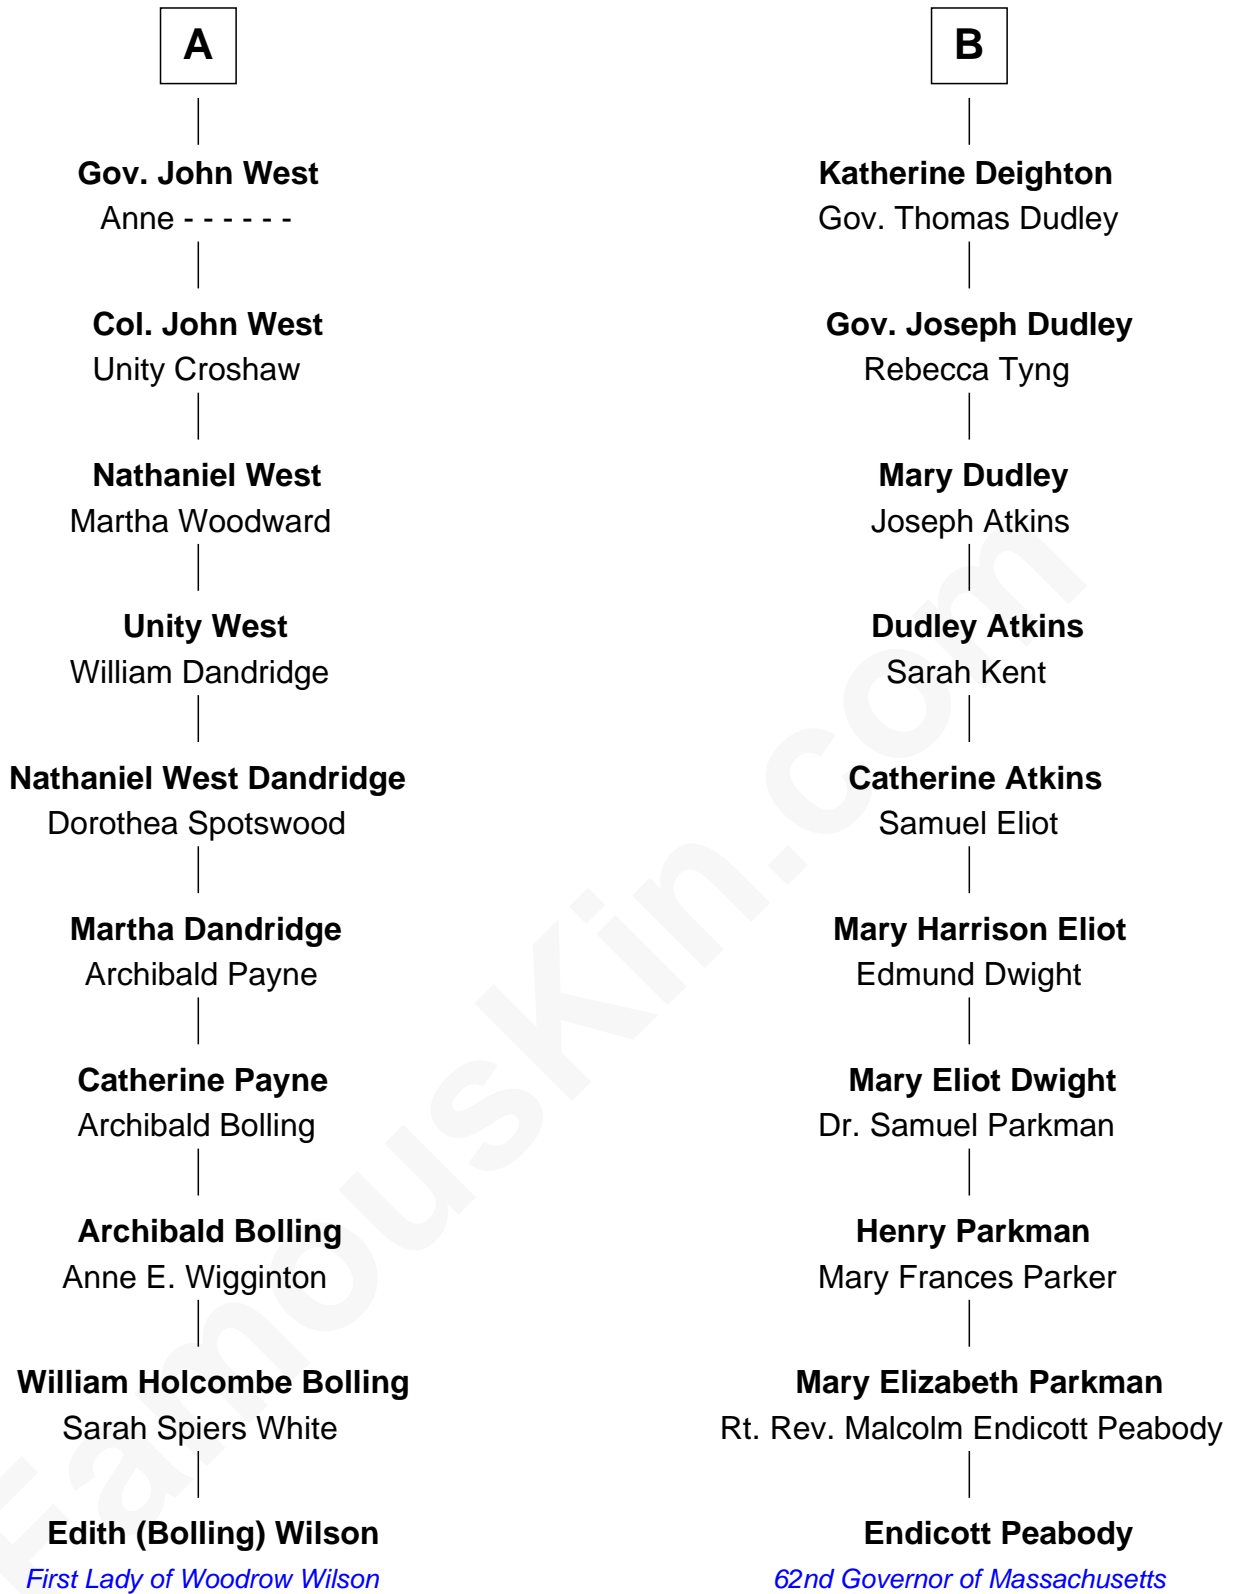 A
Gov. John West
Anne - - - - - -
Col. John West
Unity Croshaw
Nathaniel West
Martha Woodward
Unity West
William Dandridge
Nathaniel West Dandridge
Dorothea Spotswood
Martha Dandridge
Archibald Payne
Catherine Payne
Archibald Bolling
Archibald Bolling
Anne E. Wigginton
William Holcombe Bolling
Sarah Spiers White
Edith (Bolling) Wilson
First Lady of Woodrow Wilson
B
Katherine Deighton
Gov. Thomas Dudley
Gov. Joseph Dudley
Rebecca Tyng
Mary Dudley
Joseph Atkins
Dudley Atkins
Sarah Kent
Catherine Atkins
Samuel Eliot
Mary Harrison Eliot
Edmund Dwight
Mary Eliot Dwight
Dr. Samuel Parkman
Henry Parkman
Mary Frances Parker
Mary Elizabeth Parkman
Rt. Rev. Malcolm Endicott Peabody
Endicott Peabody
62nd Governor of Massachusetts
FamousKin.com